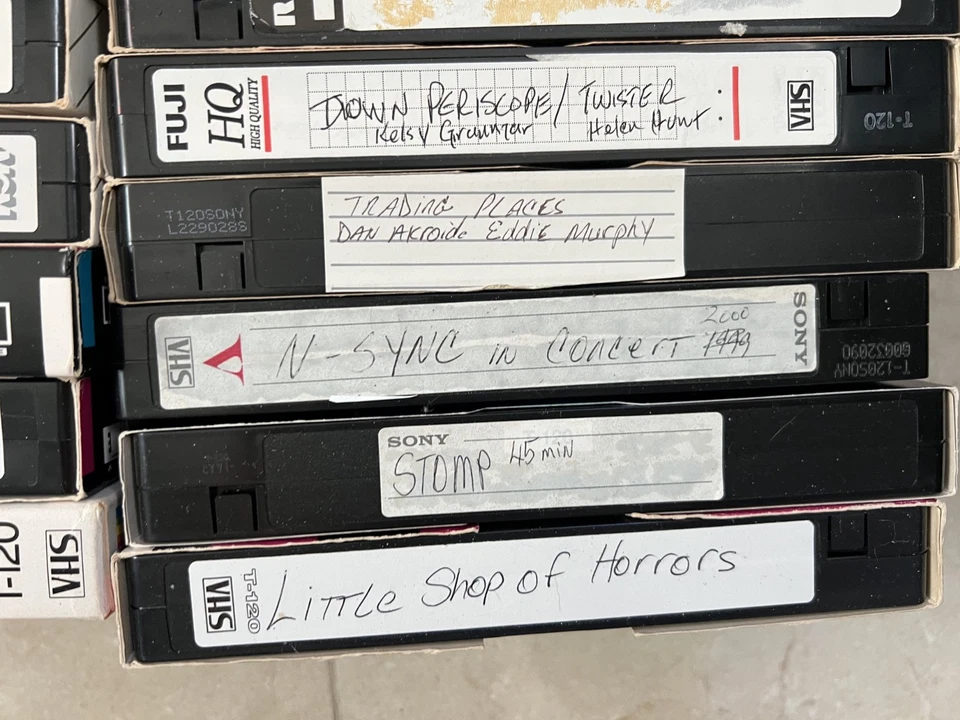 R
FUJI
HQ
HIGH QUALITY
DOWN PERISCOPE/ TWISTER :
Kelsy Grammar Helen Hunt
VHS
T-120
T120SONY
L2290288
TRADING PLACES
DAN AKROIDE Eddie Murphy
VHS
N-SYNC in Concert 1999
2000
SONY
T-120SONY
60032090
SONY
STOMP 45 min
VHS
T-120
Little Shop of Horrors
T-120
VHS